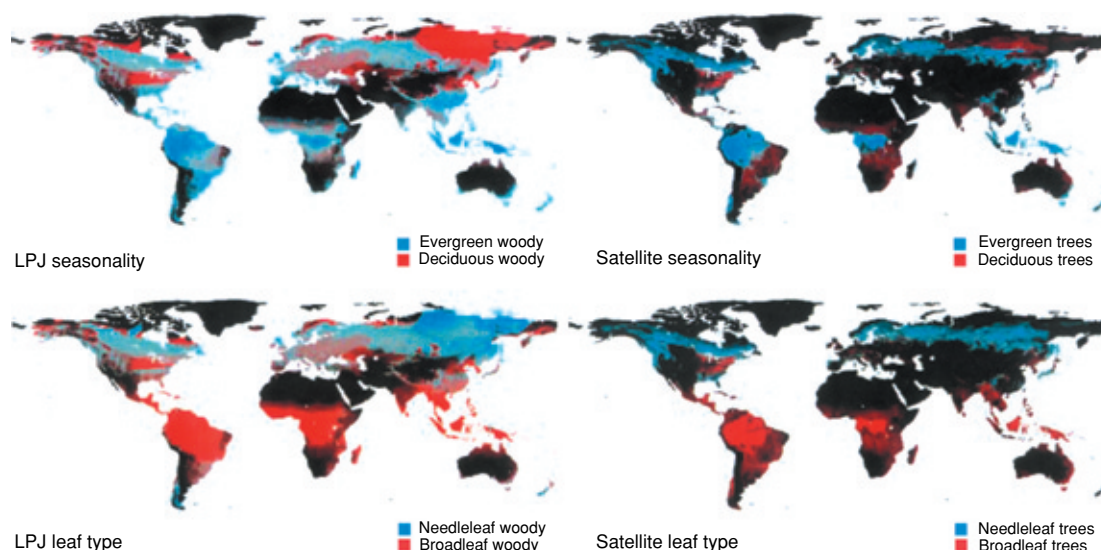 Evergreen woody
Deciduous woody
LPJ seasonality
Evergreen trees
Deciduous trees
Satellite seasonality
Needleleaf woody
Broadleaf woody
LPJ leaf type
Needleleaf trees
Broadleaf trees
Satellite leaf type